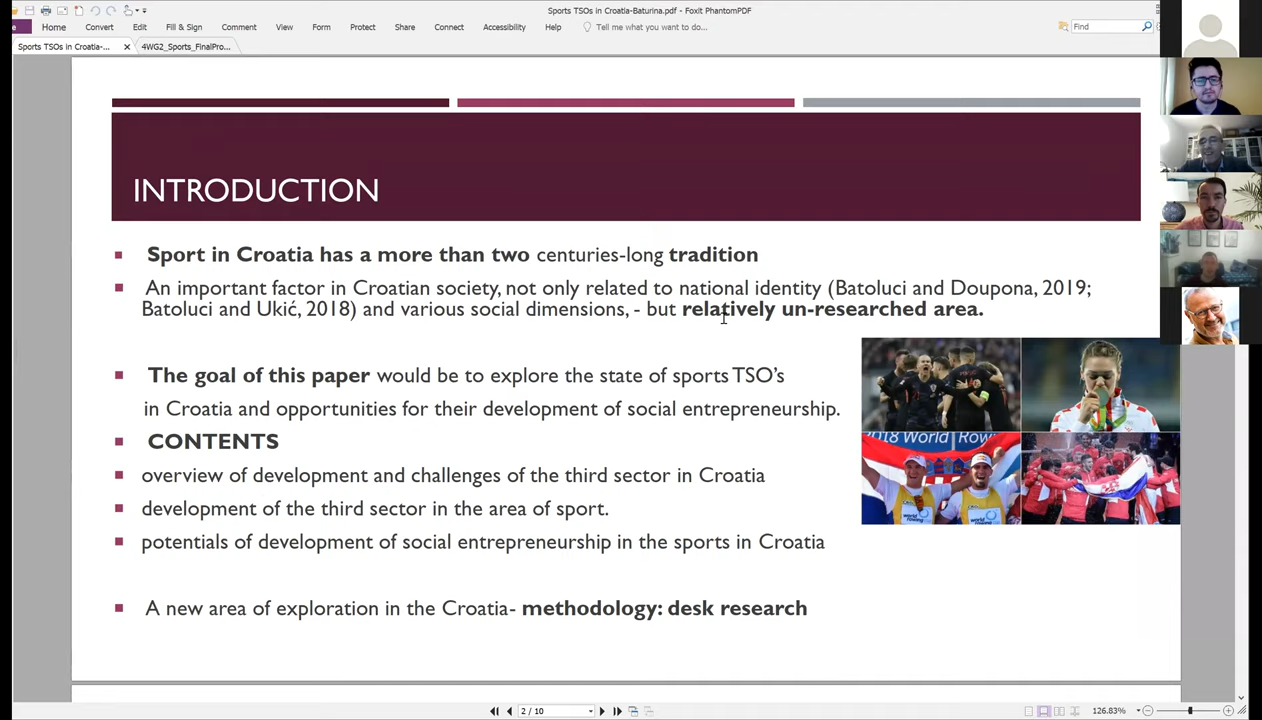 Sports TSOs in Croatia-Baturina.pdf - Foxit PhantomPDF
Home Convert Edit Fill & Sign Comment View Form Protect Share Connect Accessibility Help Tell me what you want to do... Find
Sports TSOs in Croatia-... 4WG2_Sports_FinalPro...
INTRODUCTION
Sport in Croatia has a more than two centuries-long tradition
An important factor in Croatian society, not only related to national identity (Batoluci and Doupona, 2019;
Batoluci and Ukić, 2018) and various social dimensions, - but relatively un-researched area.
The goal of this paper would be to explore the state of sports TSO's
in Croatia and opportunities for their development of social entrepreneurship.
CONTENTS
overview of development and challenges of the third sector in Croatia
development of the third sector in the area of sport.
potentials of development of social entrepreneurship in the sports in Croatia
A new area of exploration in the Croatia- methodology: desk research
2018 World Row
world
rowing
world
rowing
2 / 10
126.83%